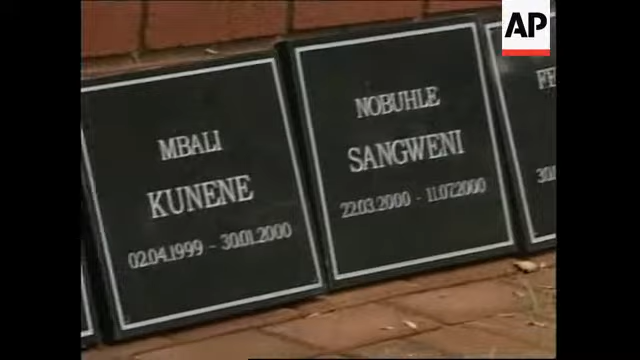 AP
MBALI
KUNENE
02.04.1999 - 30.01.2000
NOBUHLE
SANGWENI
22.03.2000 - 11.07.2000